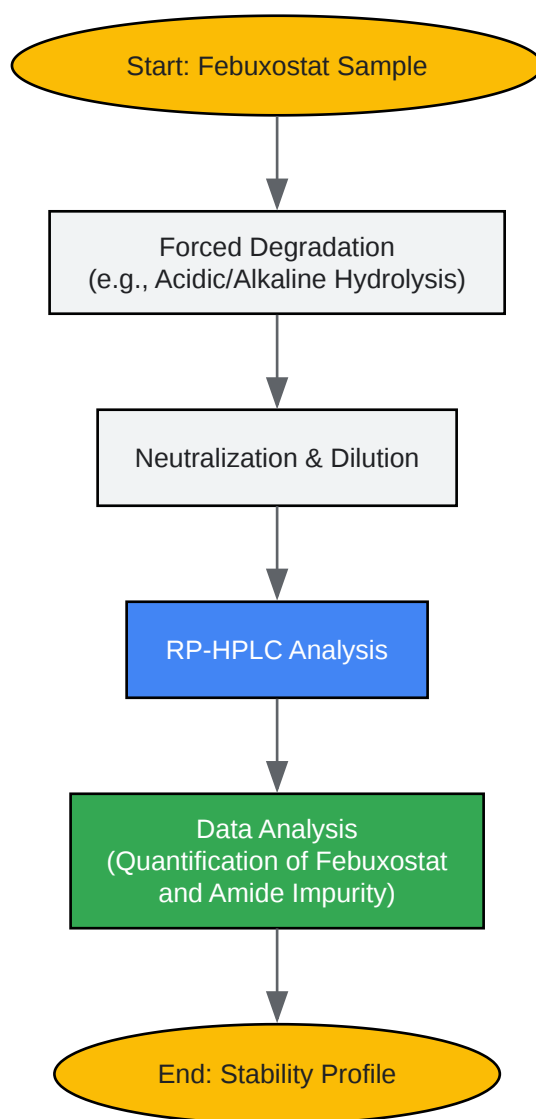 Start: Febuxostat Sample
Forced Degradation
(e.g., Acidic/Alkaline Hydrolysis)
Neutralization & Dilution
RP-HPLC Analysis
Data Analysis
(Quantification of Febuxostat
and Amide Impurity)
End: Stability Profile